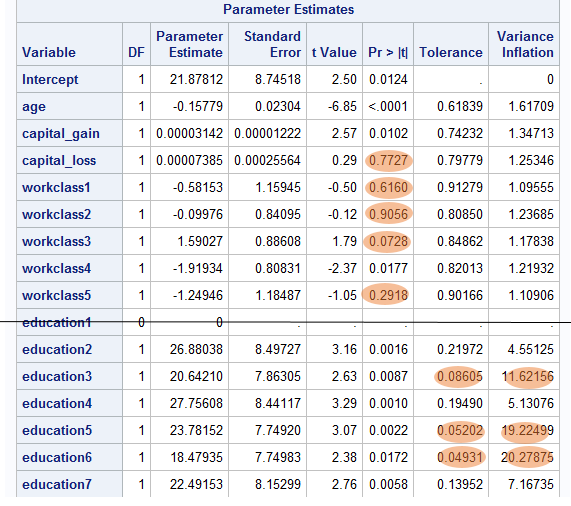 Parameter Estimates
Variable DF Parameter Estimate Standard Error t Value Pr > |t| Tolerance Variance Inflation
Intercept 1 21.87812 8.74518 2.50 0.0124 . 0
age 1 -0.15779 0.02304 -6.85 <.0001 0.61839 1.61709
capital_gain 1 0.00003142 0.00001222 2.57 0.0102 0.74232 1.34713
capital_loss 1 0.00007385 0.00025564 0.29 0.7727 0.79779 1.25346
workclass1 1 -0.58153 1.15945 -0.50 0.6160 0.91279 1.09555
workclass2 1 -0.09976 0.84095 -0.12 0.9056 0.80850 1.23685
workclass3 1 1.59027 0.88608 1.79 0.0728 0.84862 1.17838
workclass4 1 -1.91934 0.80831 -2.37 0.0177 0.82013 1.21932
workclass5 1 -1.24946 1.18487 -1.05 0.2918 0.90166 1.10906
education1 0 0 . . . . .
education2 1 26.88038 8.49727 3.16 0.0016 0.21972 4.55125
education3 1 20.64210 7.86305 2.63 0.0087 0.08605 11.62156
education4 1 27.75608 8.44117 3.29 0.0010 0.19490 5.13076
education5 1 23.78152 7.74920 3.07 0.0022 0.05202 19.22499
education6 1 18.47935 7.74983 2.38 0.0172 0.04931 20.27875
education7 1 22.49153 8.15299 2.76 0.0058 0.13952 7.16735